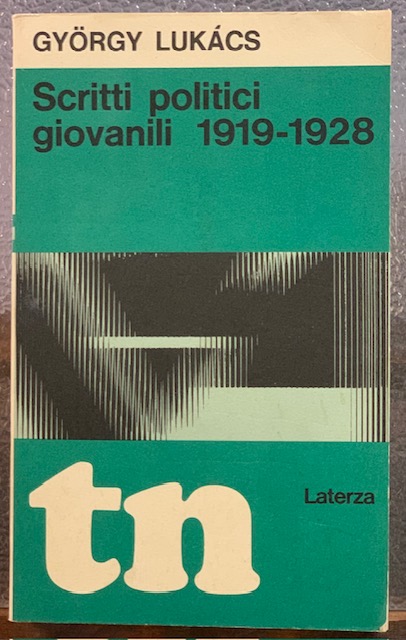 GYÖRGY LUKÁCS
Scritti politici
giovanili 1919-1928
tn
Laterza